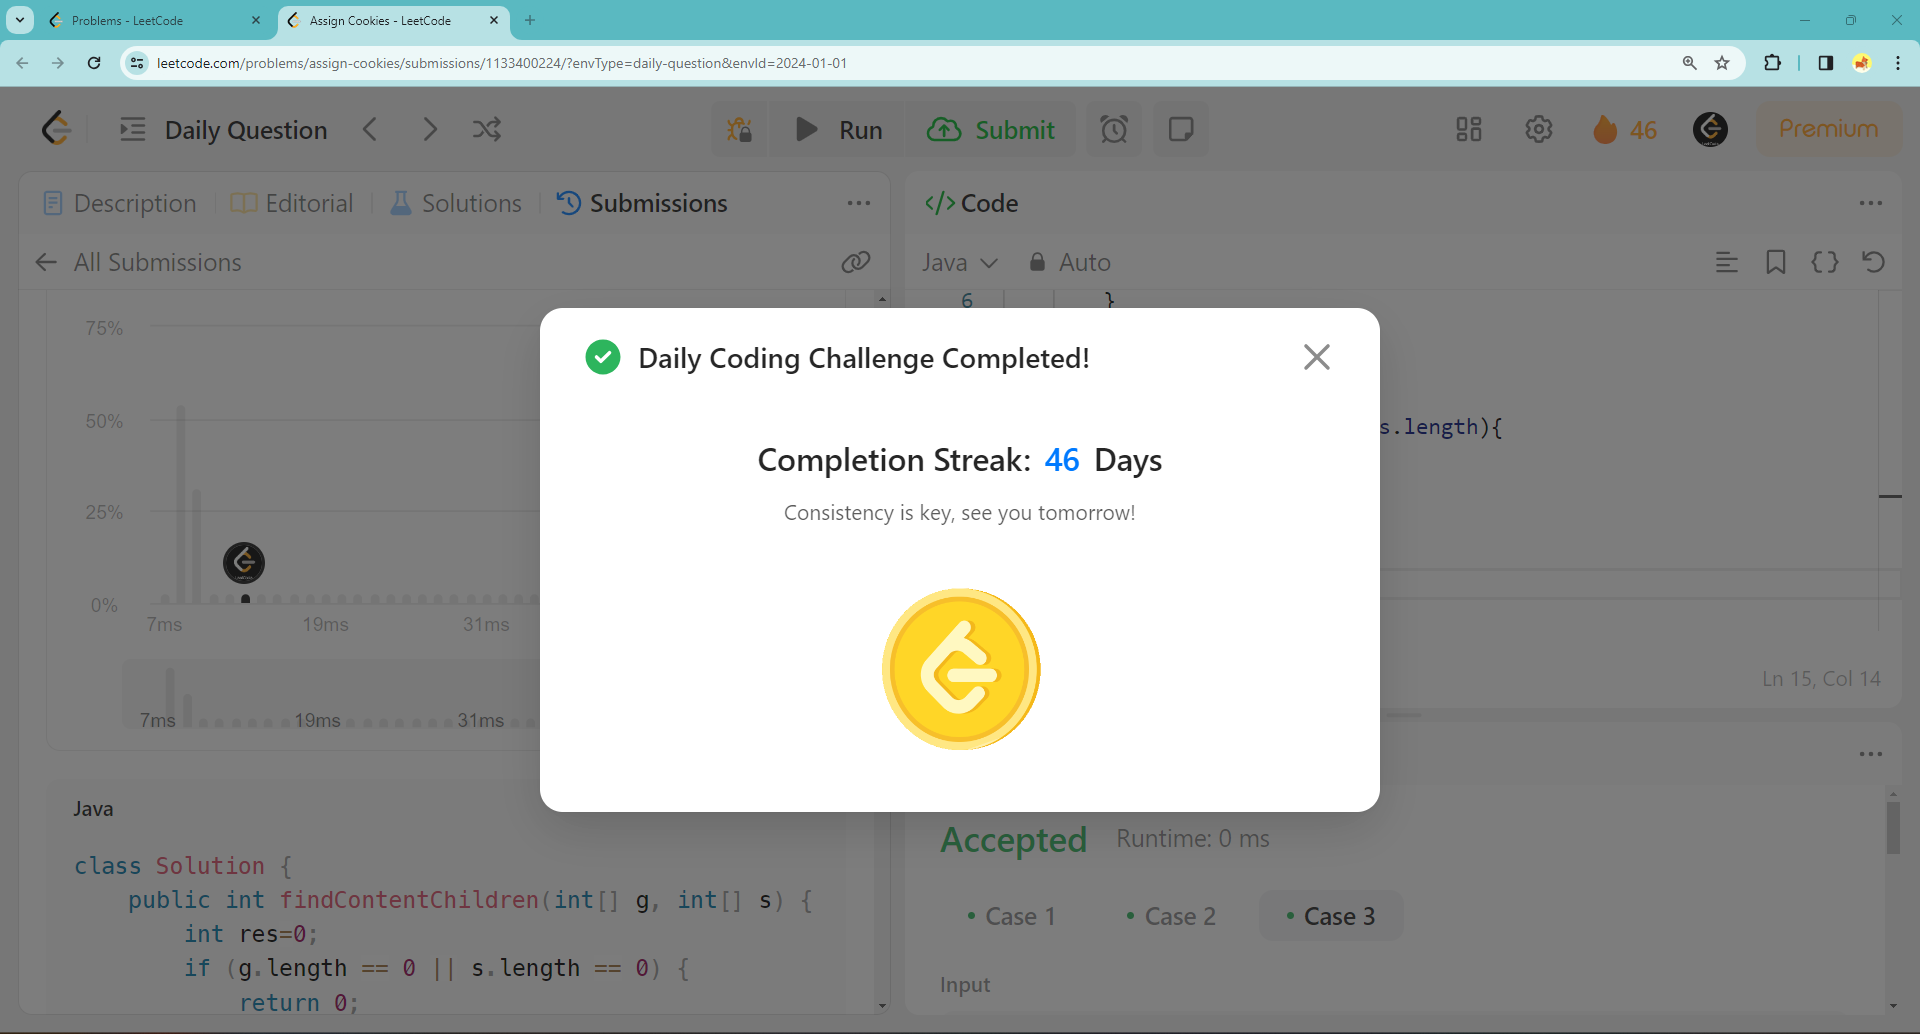 Problems - LeetCode
Assign Cookies - LeetCode
leetcode.com/problems/assign-cookies/submissions/1133400224/?envType=daily-question&envId=2024-01-01
Daily Question
Run
Submit
46
Premium
Description
Editorial
Solutions
Submissions
All Submissions
75%
50%
25%
0%
7ms
19ms
31ms
7ms
19ms
31ms
Java
class Solution {
public int findContentChildren(int[] g, int[] s) {
int res=0;
if (g.length == 0 || s.length == 0) {
return 0;
</> Code
Java
Auto
6 }
s.length){
Ln 15, Col 14
Daily Coding Challenge Completed!
Completion Streak: 46 Days
Consistency is key, see you tomorrow!
Accepted
Runtime: 0 ms
Case 1
Case 2
Case 3
Input